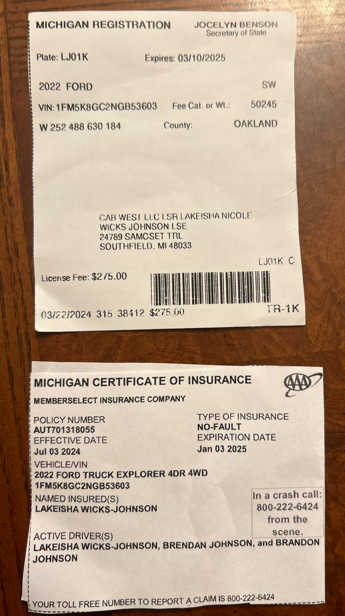 MICHIGAN REGISTRATION JOCELYN BENSON
Secretary of State
Plate: LJ01K Expires: 03/10/2025
2022 FORD SW
VIN: 1FM5K8GC2NGB53603 Fee Cat. or Wt.: 50245
W 252 488 630 184 County: OAKLAND
CAR WEST LLC LSR LAKEISHA NICOLE
WICKS JOHNSON LSE
24789 SAMOSET TRL
SOUTHFIELD, MI 48033
LJ01K C
License Fee: $275.00
03/22/2024 315 38412 $275.00 TR-1K
MICHIGAN CERTIFICATE OF INSURANCE AAA
MEMBERSELECT INSURANCE COMPANY
POLICY NUMBER TYPE OF INSURANCE
AUT701318055 NO-FAULT
EFFECTIVE DATE EXPIRATION DATE
Jul 03 2024 Jan 03 2025
VEHICLE/VIN
2022 FORD TRUCK EXPLORER 4DR 4WD
1FM5K8GC2NGB53603
NAMED INSURED(S)
LAKEISHA WICKS-JOHNSON
In a crash call:
800-222-6424
from the
scene.
ACTIVE DRIVER(S)
LAKEISHA WICKS-JOHNSON, BRENDAN JOHNSON, and BRANDON
JOHNSON
YOUR TOLL FREE NUMBER TO REPORT A CLAIM IS 800-222-6424